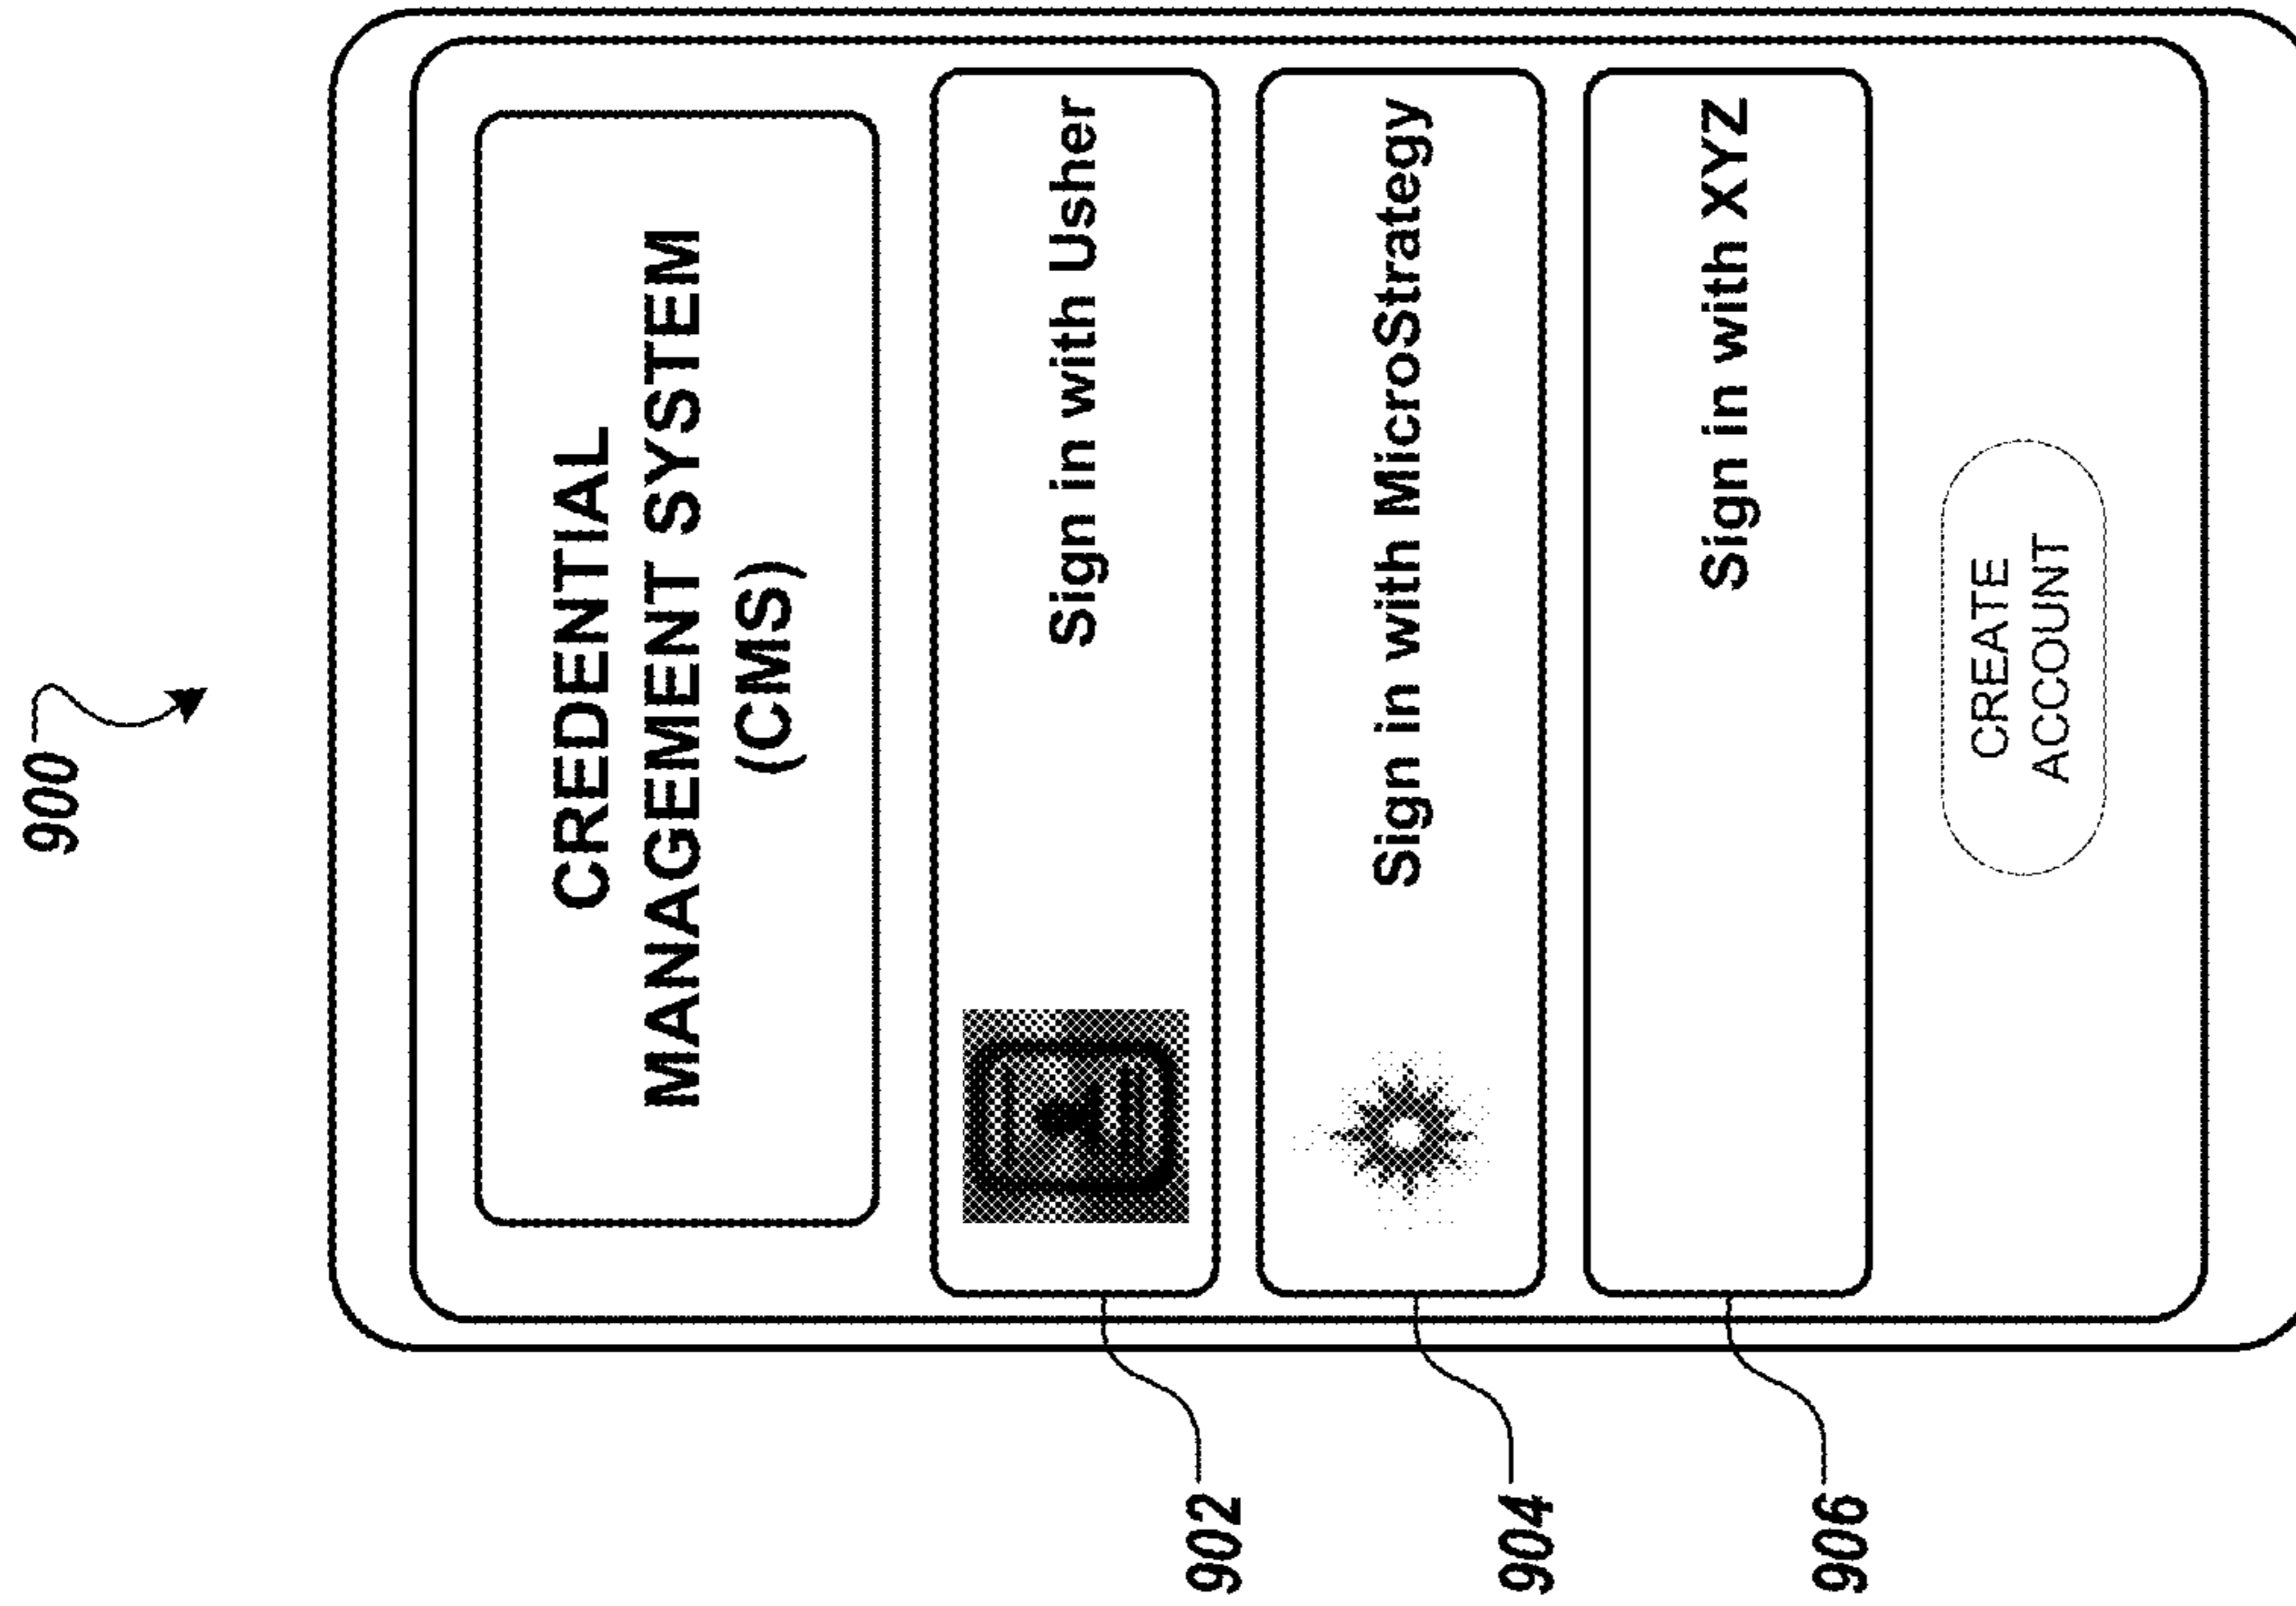 900
CREDENTIAL
MANAGEMENT SYSTEM
(CMS)
902
Sign in with Usher
904
Sign in with MicroStrategy
906
Sign in with XYZ
CREATE
ACCOUNT